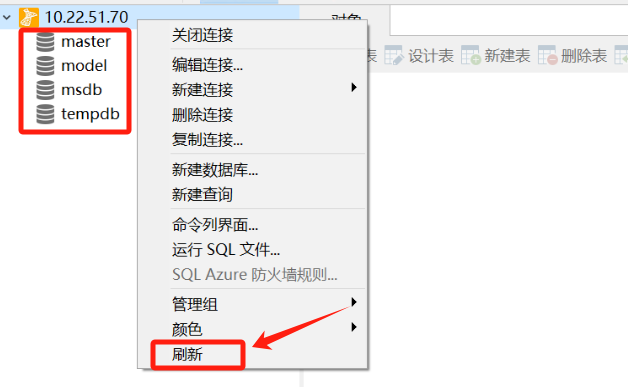 10.22.51.70
master
model
msdb
tempdb
关闭连接
编辑连接...
新建连接
删除连接
复制连接...
新建数据库...
新建查询
命令列界面...
运行 SQL 文件...
SQL Azure 防火墙规则...
管理组
颜色
刷新
对象
表 设计表 新建表 删除表